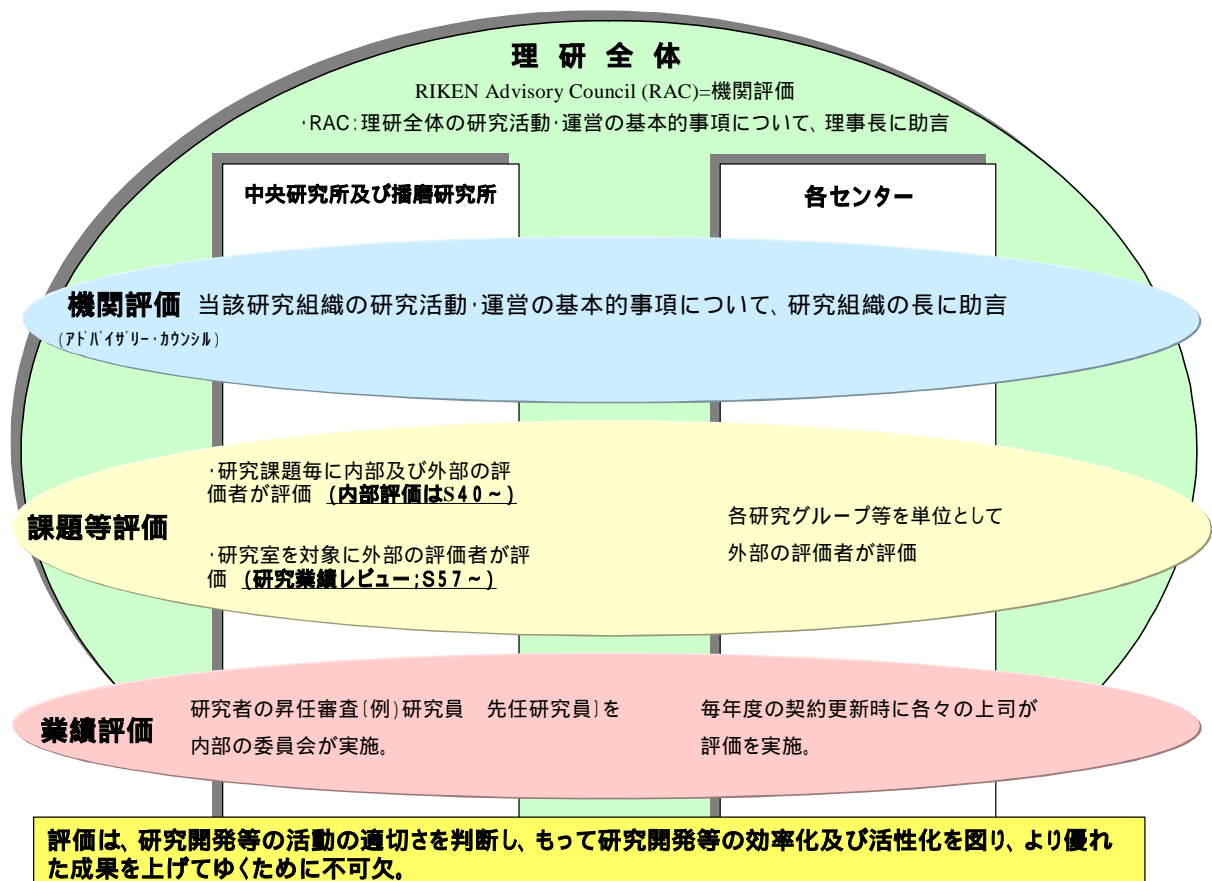 理 研 全 体
RIKEN Advisory Council (RAC)=機関評価
・RAC:理研全体の研究活動・運営の基本的事項について、理事長に助言
中央研究所及び播磨研究所
各センター
機関評価 当該研究組織の研究活動・運営の基本的事項について、研究組織の長に助言
(ｱﾄﾞﾊﾞｲｻﾞﾘｰ・ｶｳﾝｼﾙ)
課題等評価
・研究課題毎に内部及び外部の評
価者が評価 (内部評価はS40~)
・研究室を対象に外部の評価者が評
価 (研究業績レビュー;S57~)
各研究グループ等を単位として
外部の評価者が評価
業績評価
研究者の昇任審査[例)研究員 先任研究員]を
内部の委員会が実施。
毎年度の契約更新時に各々の上司が
評価を実施。
評価は、研究開発等の活動の適切さを判断し、もって研究開発等の効率化及び活性化を図り、より優れ
た成果を上げてゆくために不可欠。